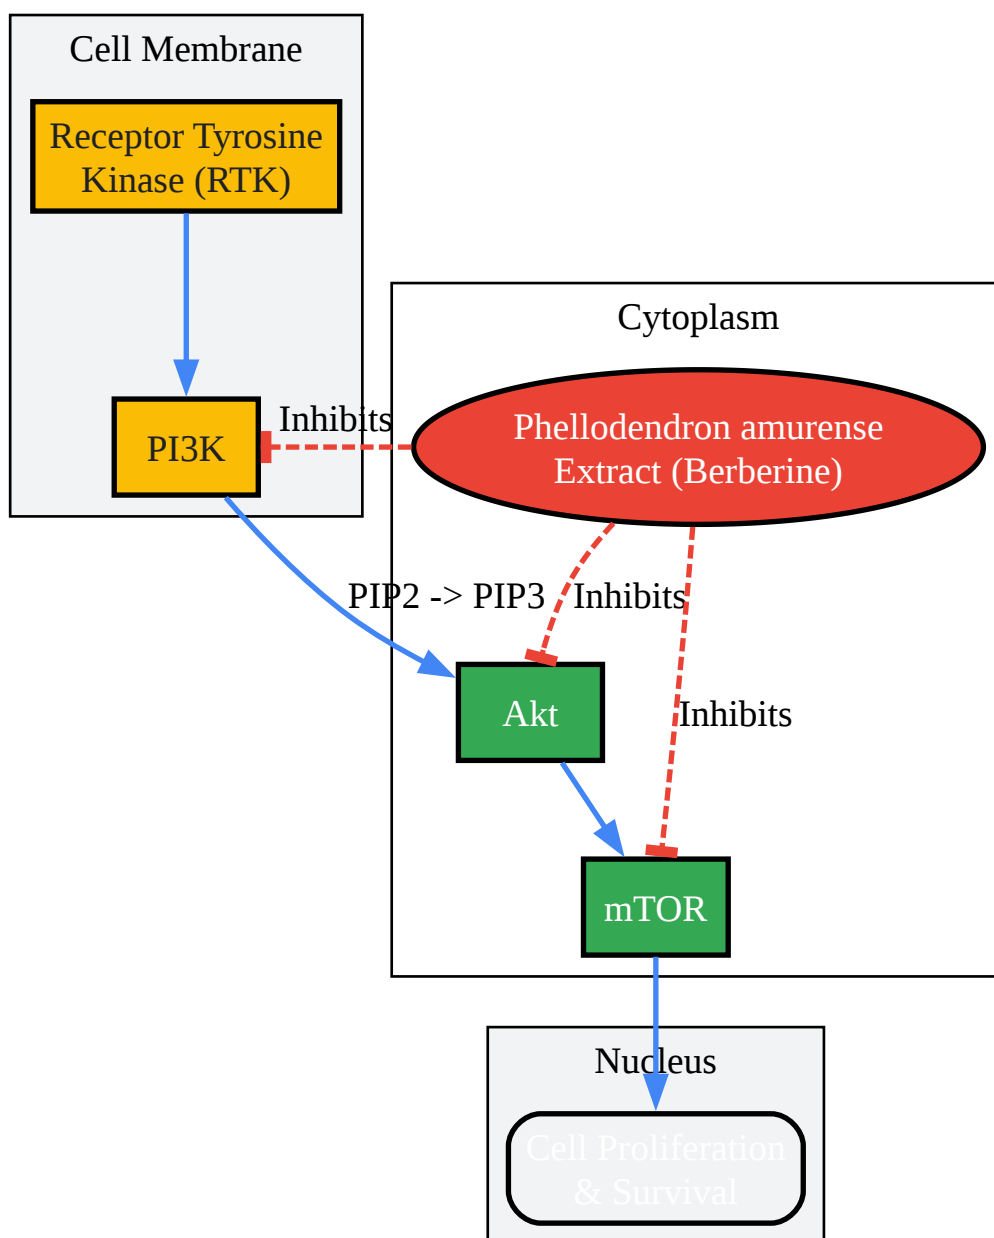 Cell Membrane
Receptor Tyrosine
Kinase (RTK)
Cytoplasm
Inhibits
Phellodendron amurense
Extract (Berberine)
PI3K
PIP2 -> PIP3
Inhibits
Akt
Inhibits
mTOR
Nucleus
Cell Proliferation
& Survival